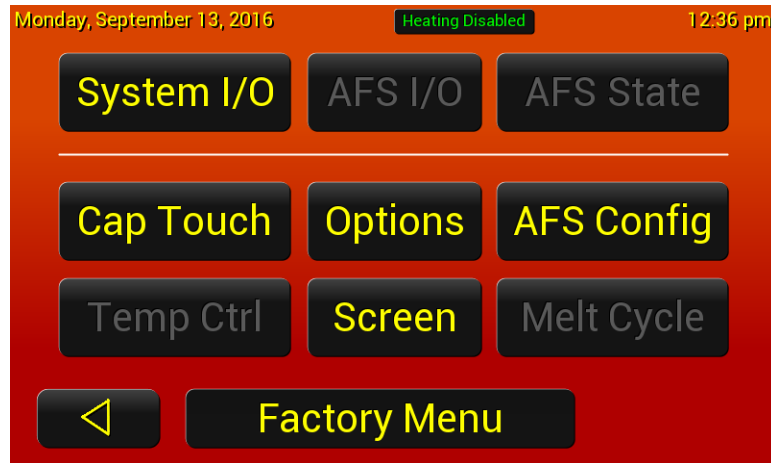 Monday, September 13, 2016 Heating Disabled 12:36 pm
System I/O AFS I/O AFS State
Cap Touch Options AFS Config
Temp Ctrl Screen Melt Cycle
Factory Menu